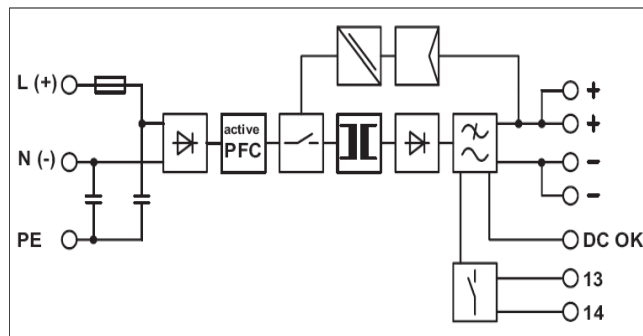 L (+)
+
active
PFC
+
N (-)
-
-
PE
DC OK
13
14